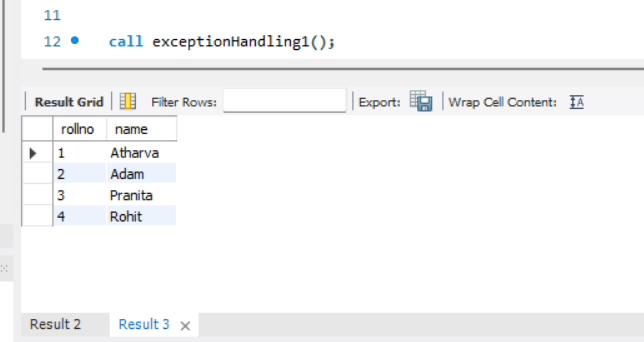 11
12 call exceptionHandling1();
Result Grid Filter Rows: Export: Wrap Cell Content: IA
rollno name
1 Atharva
2 Adam
3 Pranita
4 Rohit
Result 2 Result 3 ×